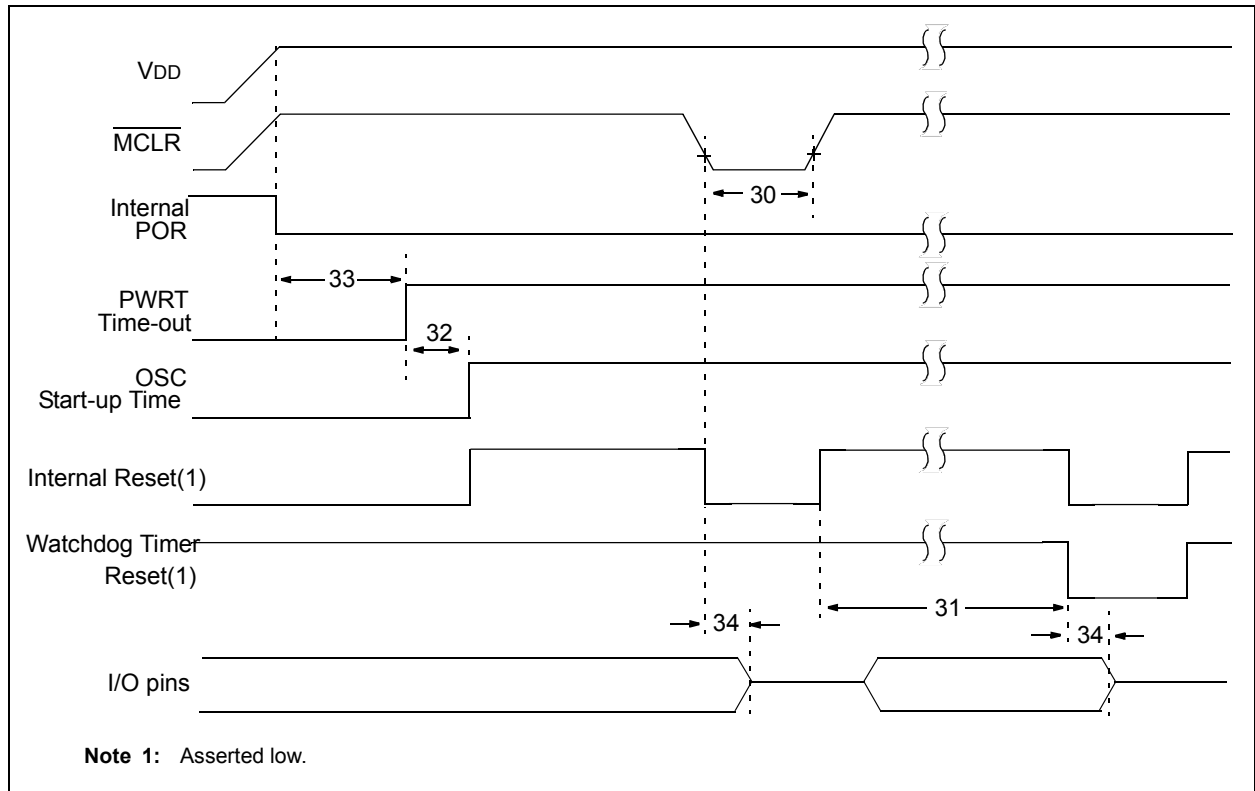 VDD
MCLR
30
Internal
POR
33
PWRT
Time-out
32
OSC
Start-up Time
Internal Reset(1)
Watchdog Timer
Reset(1)
31
34
34
I/O pins
Note 1: Asserted low.